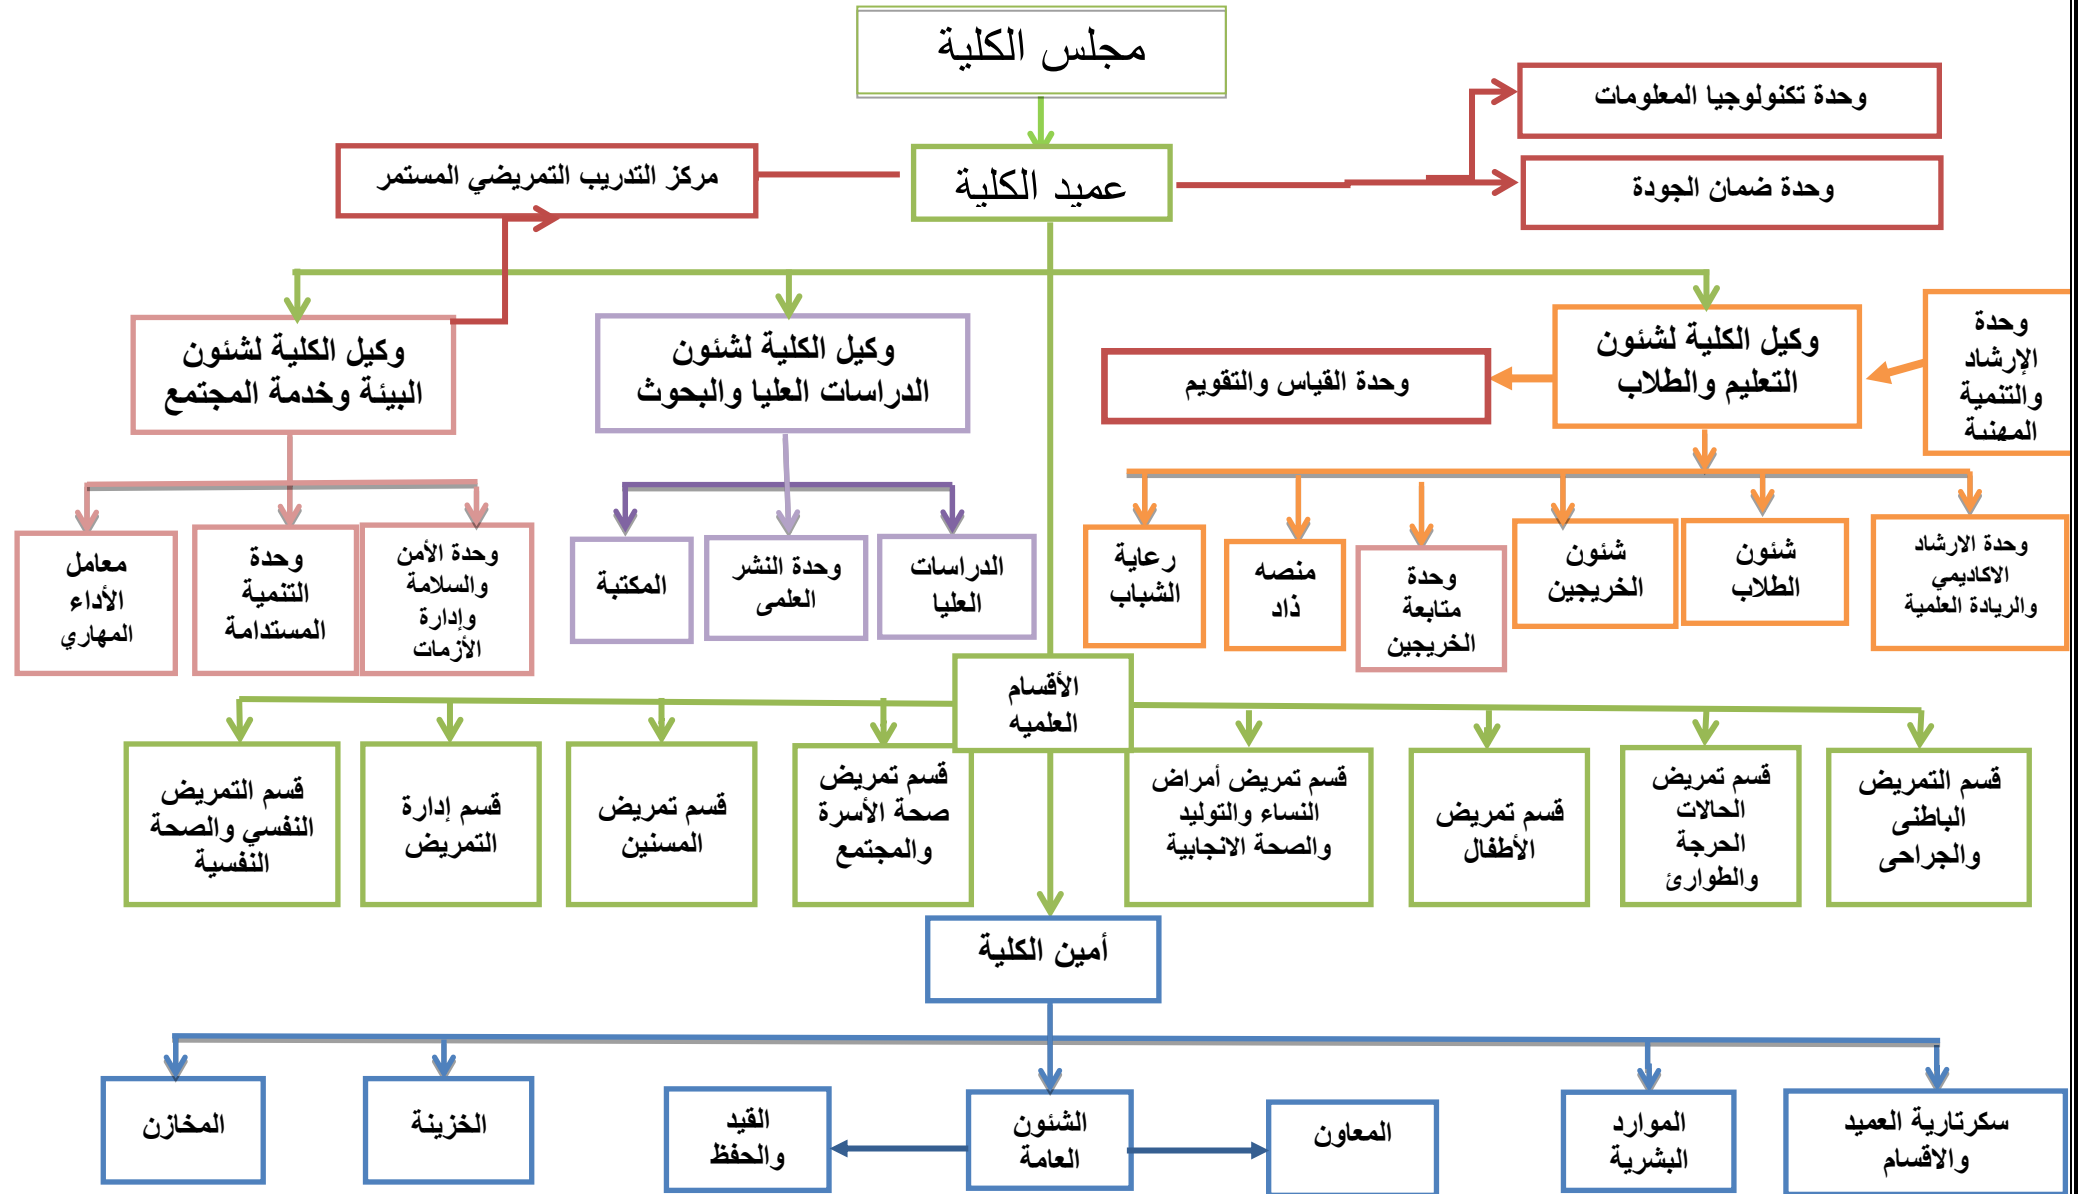 مجلس الكلية
وحدة تكنولوجيا المعلومات
عميد الكلية
مركز التدريب التمريضي المستمر
وحدة ضمان الجودة
وحدة
الإرشاد
والتنمية
المهنية
وكيل الكلية لشئون
التعليم والطلاب
وحدة القياس والتقويم
وكيل الكلية لشئون
الدراسات العليا والبحوث
وكيل الكلية لشئون
البيئة وخدمة المجتمع
وحدة الارشاد
الاكاديمي
والريادة العلمية
شئون
الطلاب
شئون
الخريجين
وحدة
متابعة
الخريجين
منصه
ذاد
رعاية
الشباب
الدراسات
العليا
وحدة النشر
العلمى
المكتبة
وحدة الأمن
والسلامة
وإدارة
الأزمات
وحدة
التنمية
المستدامة
معامل
الأداء
المهاري
الأقسام
العلميه
قسم التمريض
الباطنى
والجراحى
قسم تمريض
الحالات
الحرجة
والطوارئ
قسم تمريض
الأطفال
قسم تمريض أمراض
النساء والتوليد
والصحة الانجابية
قسم تمريض
صحة الأسرة
والمجتمع
قسم تمريض
المسنين
قسم إدارة
التمريض
قسم التمريض
النفسي والصحة
النفسية
أمين الكلية
سكرتارية العميد
والاقسام
الموارد
البشرية
المعاون
الشئون
العامة
القيد
والحفظ
الخزينة
المخازن